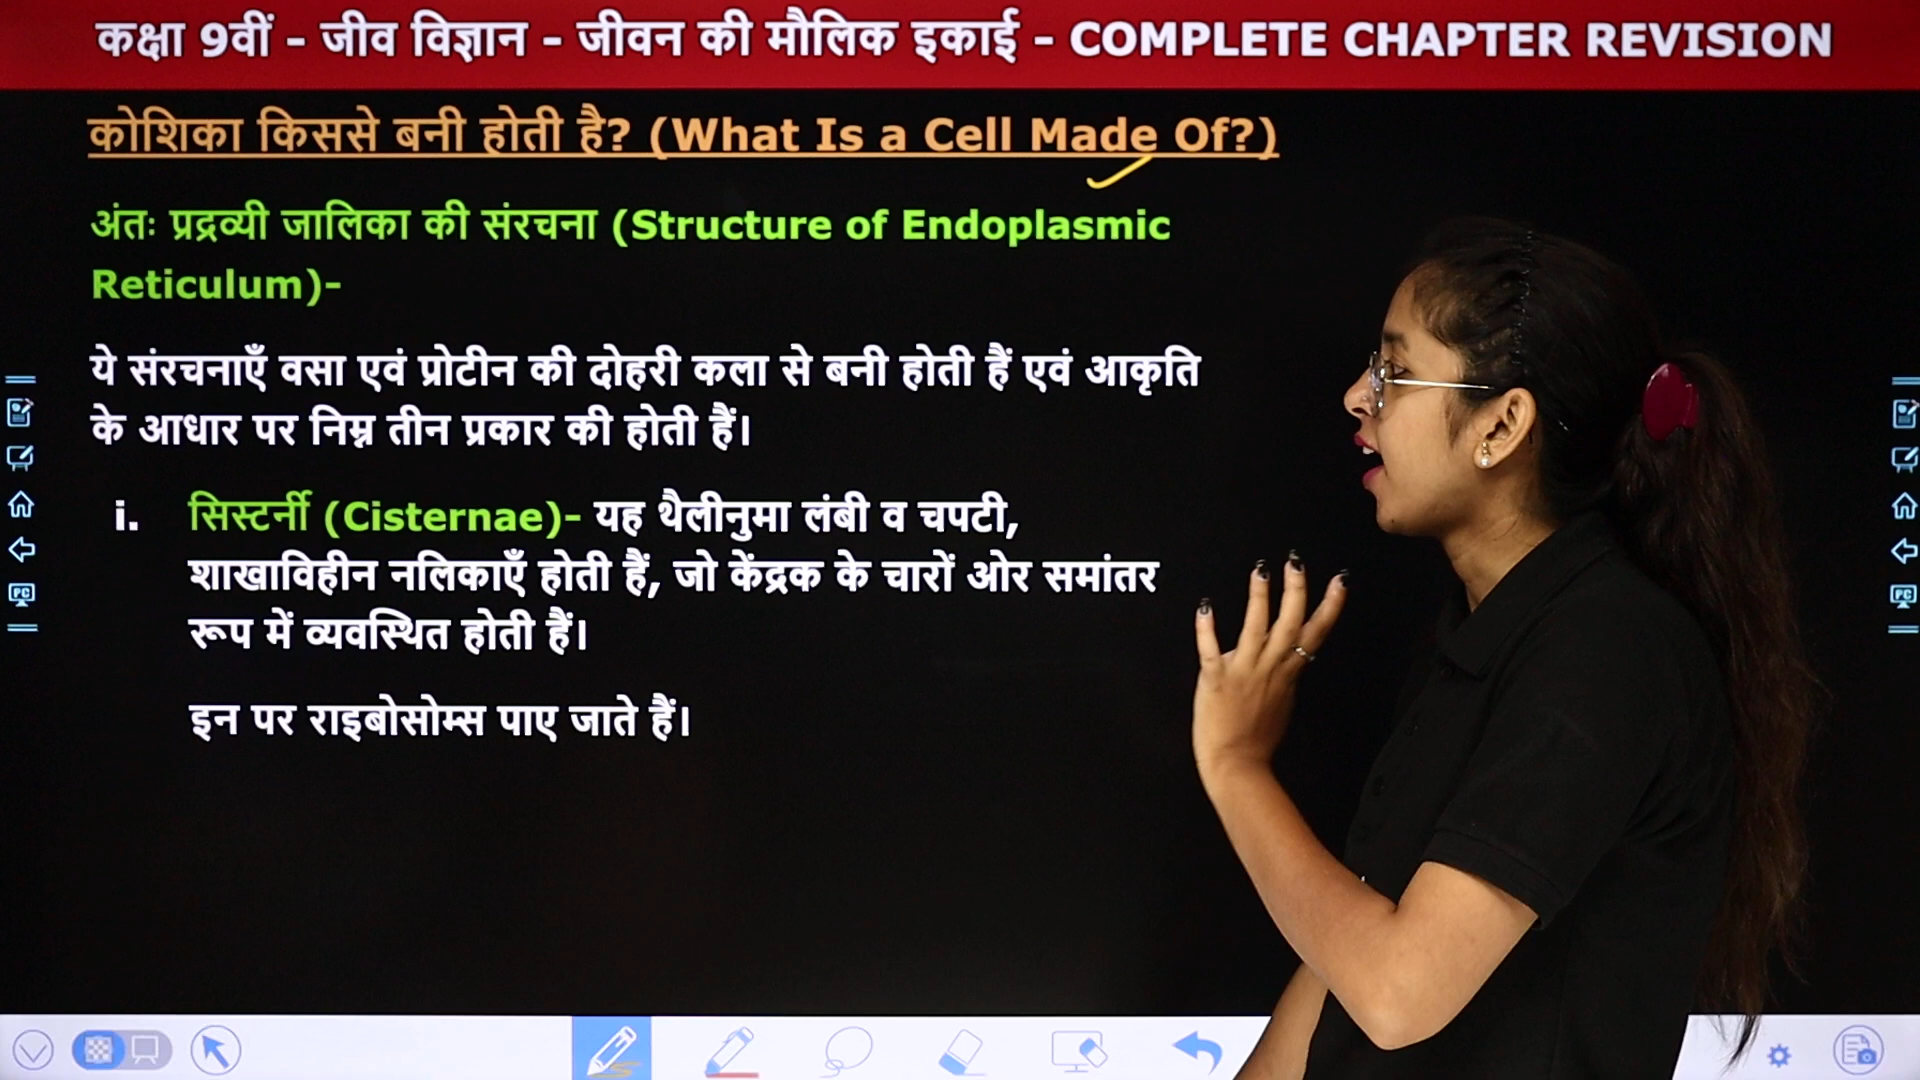 कक्षा 9वीं - जीव विज्ञान - जीवन की मौलिक इकाई - COMPLETE CHAPTER REVISION
कोशिका किससे बनी होती है? (What Is a Cell Made Of?)
अंतः प्रद्रव्यी जालिका की संरचना (Structure of Endoplasmic
Reticulum)-
ये संरचनाएँ वसा एवं प्रोटीन की दोहरी कला से बनी होती हैं एवं आकृति
के आधार पर निम्न तीन प्रकार की होती हैं।
i. सिस्टर्नी (Cisternae)- यह थैलीनुमा लंबी व चपटी,
शाखाविहीन नलिकाएँ होती हैं, जो केंद्रक के चारों ओर समांतर
रूप में व्यवस्थित होती हैं।
इन पर राइबोसोम्स पाए जाते हैं।
PC
PC